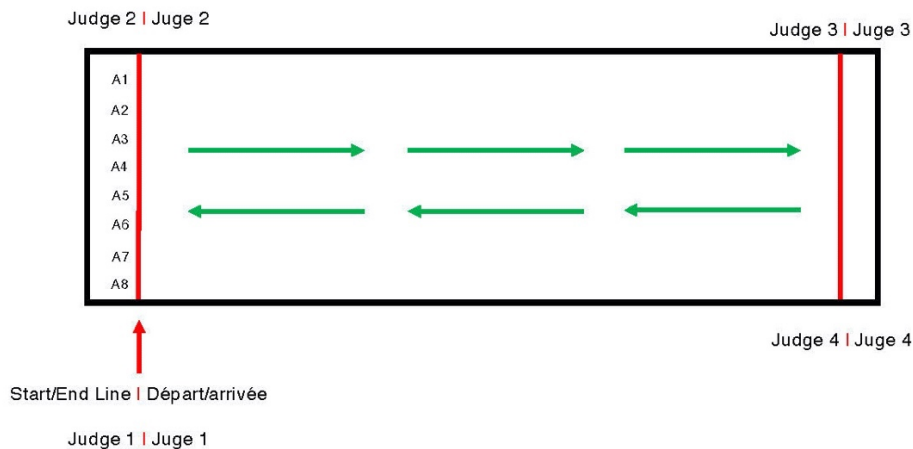 Judge 2 | Juge 2
Judge 3 | Juge 3
A1
A2
A3
A4
A5
A6
A7
A8
Judge 4 | Juge 4
Start/End Line | Départ/arrivée
Judge 1 | Juge 1